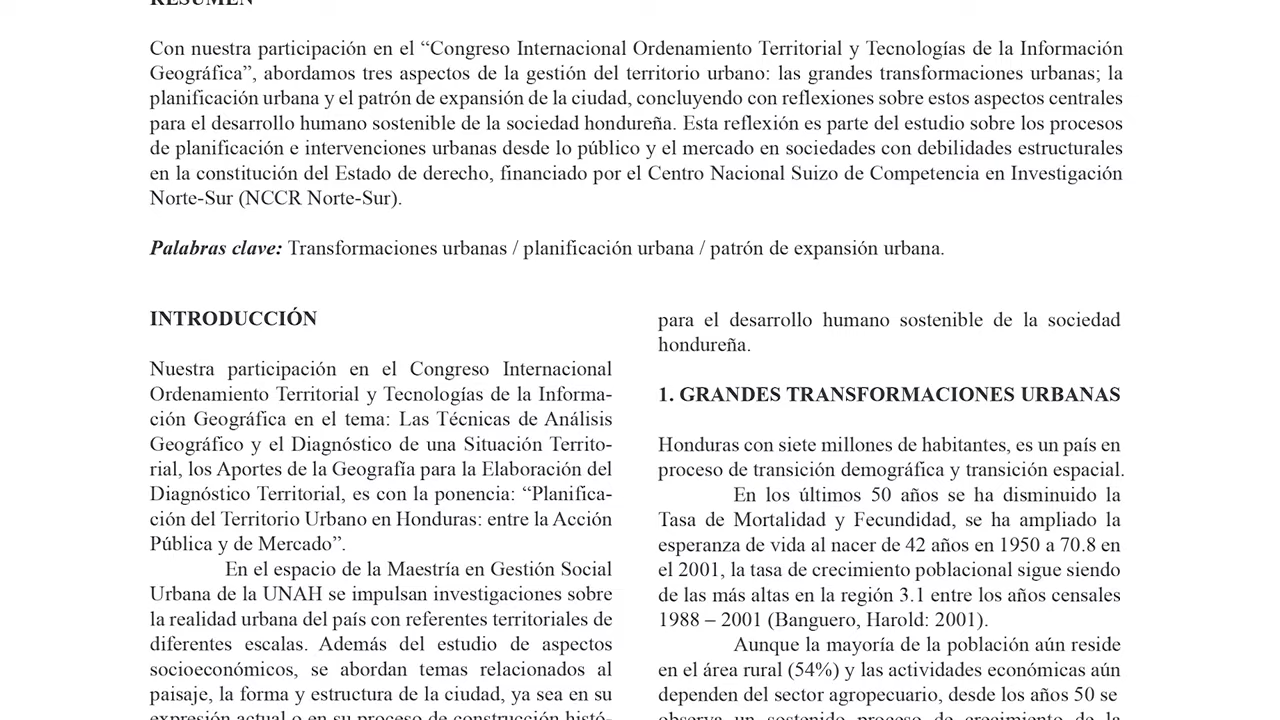 RESUMEN
Con nuestra participación en el “Congreso Internacional Ordenamiento Territorial y Tecnologías de la Información
Geográfica”, abordamos tres aspectos de la gestión del territorio urbano: las grandes transformaciones urbanas; la
planificación urbana y el patrón de expansión de la ciudad, concluyendo con reflexiones sobre estos aspectos centrales
para el desarrollo humano sostenible de la sociedad hondureña. Esta reflexión es parte del estudio sobre los procesos
de planificación e intervenciones urbanas desde lo público y el mercado en sociedades con debilidades estructurales
en la constitución del Estado de derecho, financiado por el Centro Nacional Suizo de Competencia en Investigación
Norte-Sur (NCCR Norte-Sur).
Palabras clave: Transformaciones urbanas / planificación urbana / patrón de expansión urbana.
INTRODUCCIÓN
Nuestra participación en el Congreso Internacional
Ordenamiento Territorial y Tecnologías de la Informa-
ción Geográfica en el tema: Las Técnicas de Análisis
Geográfico y el Diagnóstico de una Situación Territo-
rial, los Aportes de la Geografía para la Elaboración del
Diagnóstico Territorial, es con la ponencia: “Planifica-
ción del Territorio Urbano en Honduras: entre la Acción
Pública y de Mercado”.
En el espacio de la Maestría en Gestión Social
Urbana de la UNAH se impulsan investigaciones sobre
la realidad urbana del país con referentes territoriales de
diferentes escalas. Además del estudio de aspectos
socioeconómicos, se abordan temas relacionados al
paisaje, la forma y estructura de la ciudad, ya sea en su
expresión actual o en su proceso de construcción histó-
para el desarrollo humano sostenible de la sociedad
hondureña.
1. GRANDES TRANSFORMACIONES URBANAS
Honduras con siete millones de habitantes, es un país en
proceso de transición demográfica y transición espacial.
En los últimos 50 años se ha disminuido la
Tasa de Mortalidad y Fecundidad, se ha ampliado la
esperanza de vida al nacer de 42 años en 1950 a 70.8 en
el 2001, la tasa de crecimiento poblacional sigue siendo
de las más altas en la región 3.1 entre los años censales
1988 – 2001 (Banguero, Harold: 2001).
Aunque la mayoría de la población aún reside
en el área rural (54%) y las actividades económicas aún
dependen del sector agropecuario, desde los años 50 se
observa un sostenido proceso de crecimiento de la